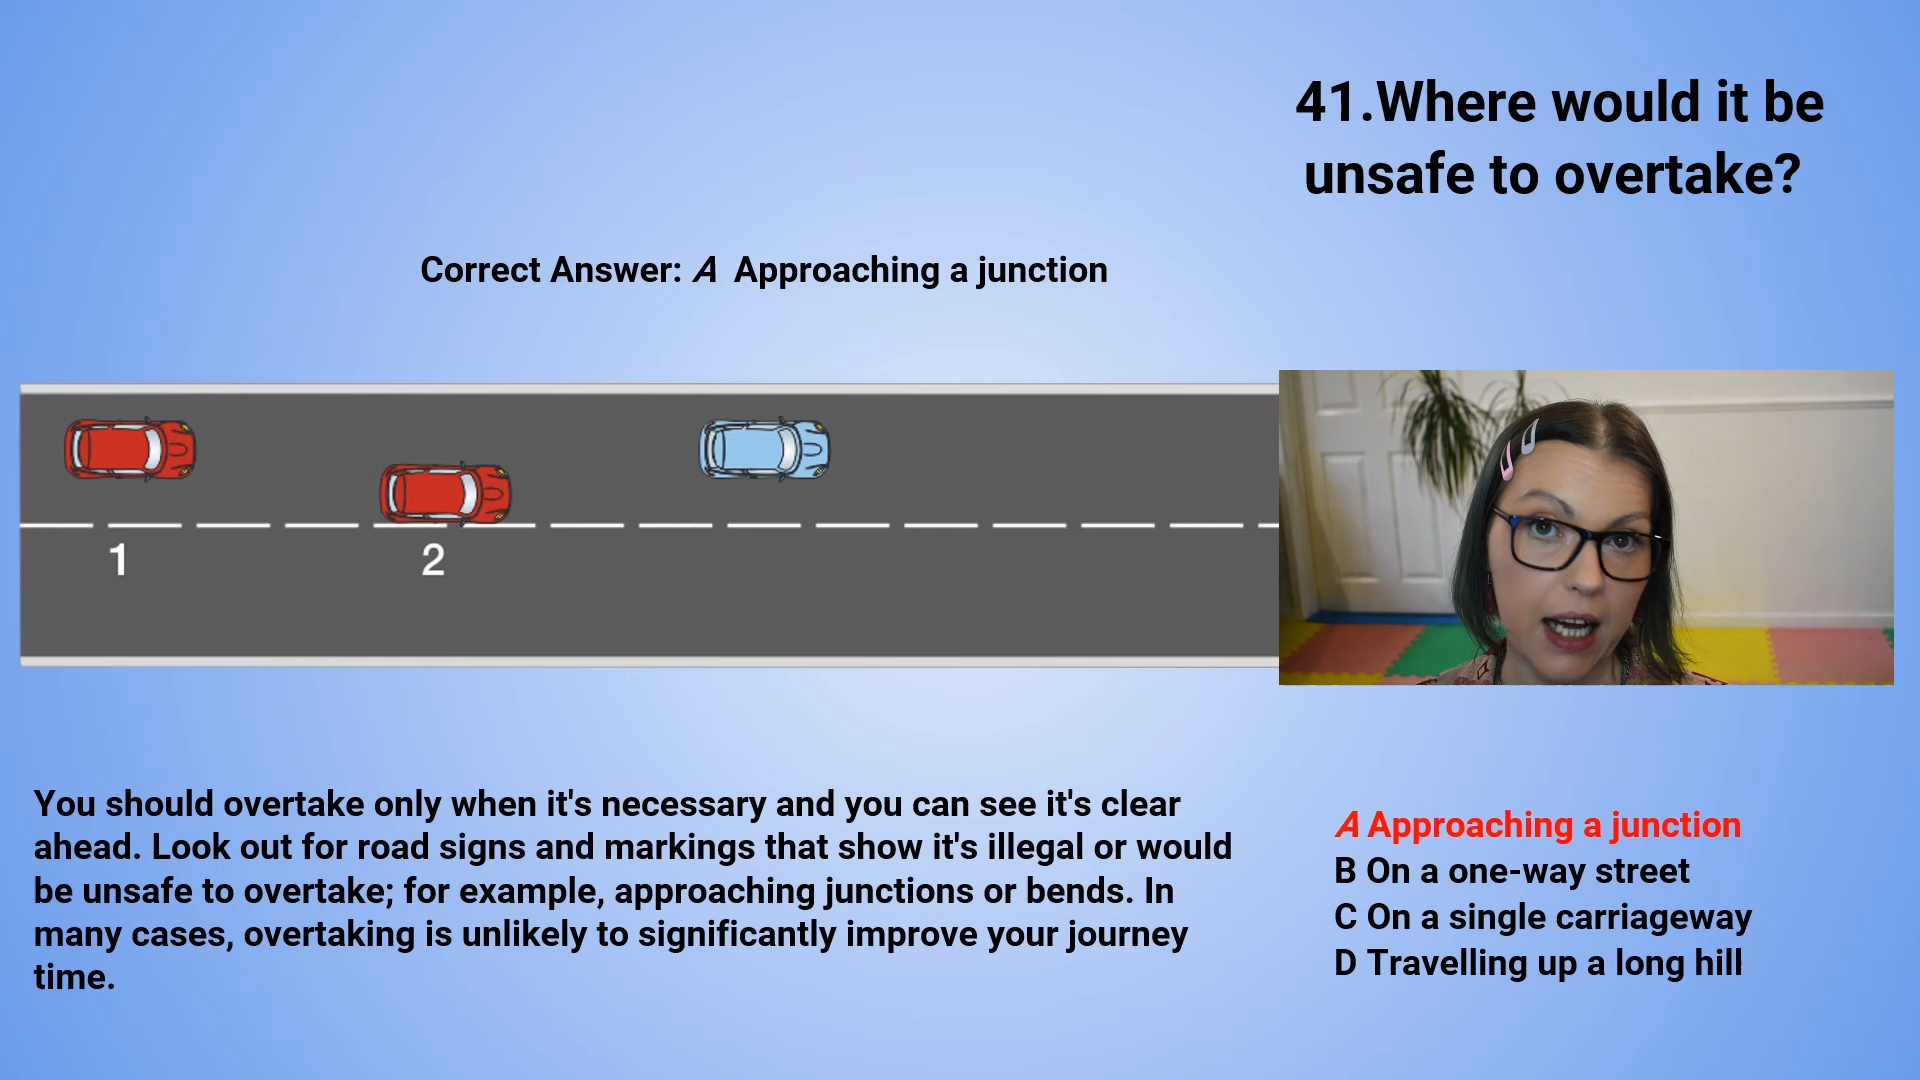 41.Where would it be
unsafe to overtake?
Correct Answer: A Approaching a junction
1
2
You should overtake only when it's necessary and you can see it's clear
ahead. Look out for road signs and markings that show it's illegal or would
be unsafe to overtake; for example, approaching junctions or bends. In
many cases, overtaking is unlikely to significantly improve your journey
time.
A Approaching a junction
B On a one-way street
C On a single carriageway
D Travelling up a long hill